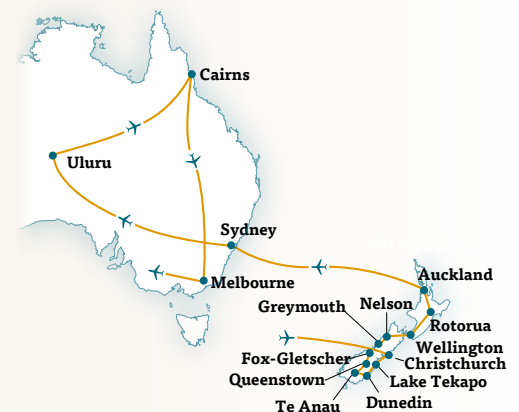 Cairns
Uluru
Sydney
Melbourne
Auckland
Nelson
Greymouth
Rotorua
Wellington
Christchurch
Fox-Gletscher
Queenstown
Lake Tekapo
Te Anau
Dunedin